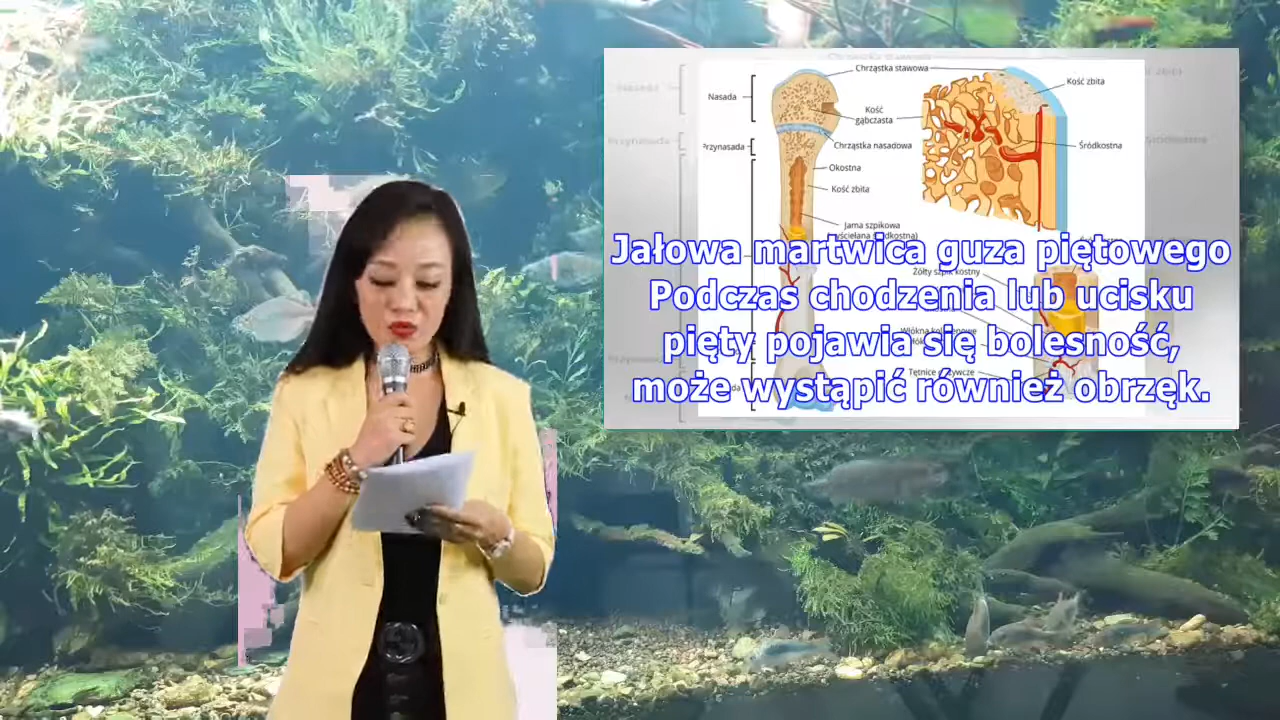 Chrząstka stawowa
Kość zbita
Nasada
Kość
gąbczasta
Przynasada
Chrząstka nasadowa
Śródkostna
Okostna
Kość zbita
Jama szpikowa
Jałowa martwica guza piętowego
Żółty szpik kostny
Podczas chodzenia lub ucisku
pięty pojawia się bolesność,
może wystąpić również obrzęk.